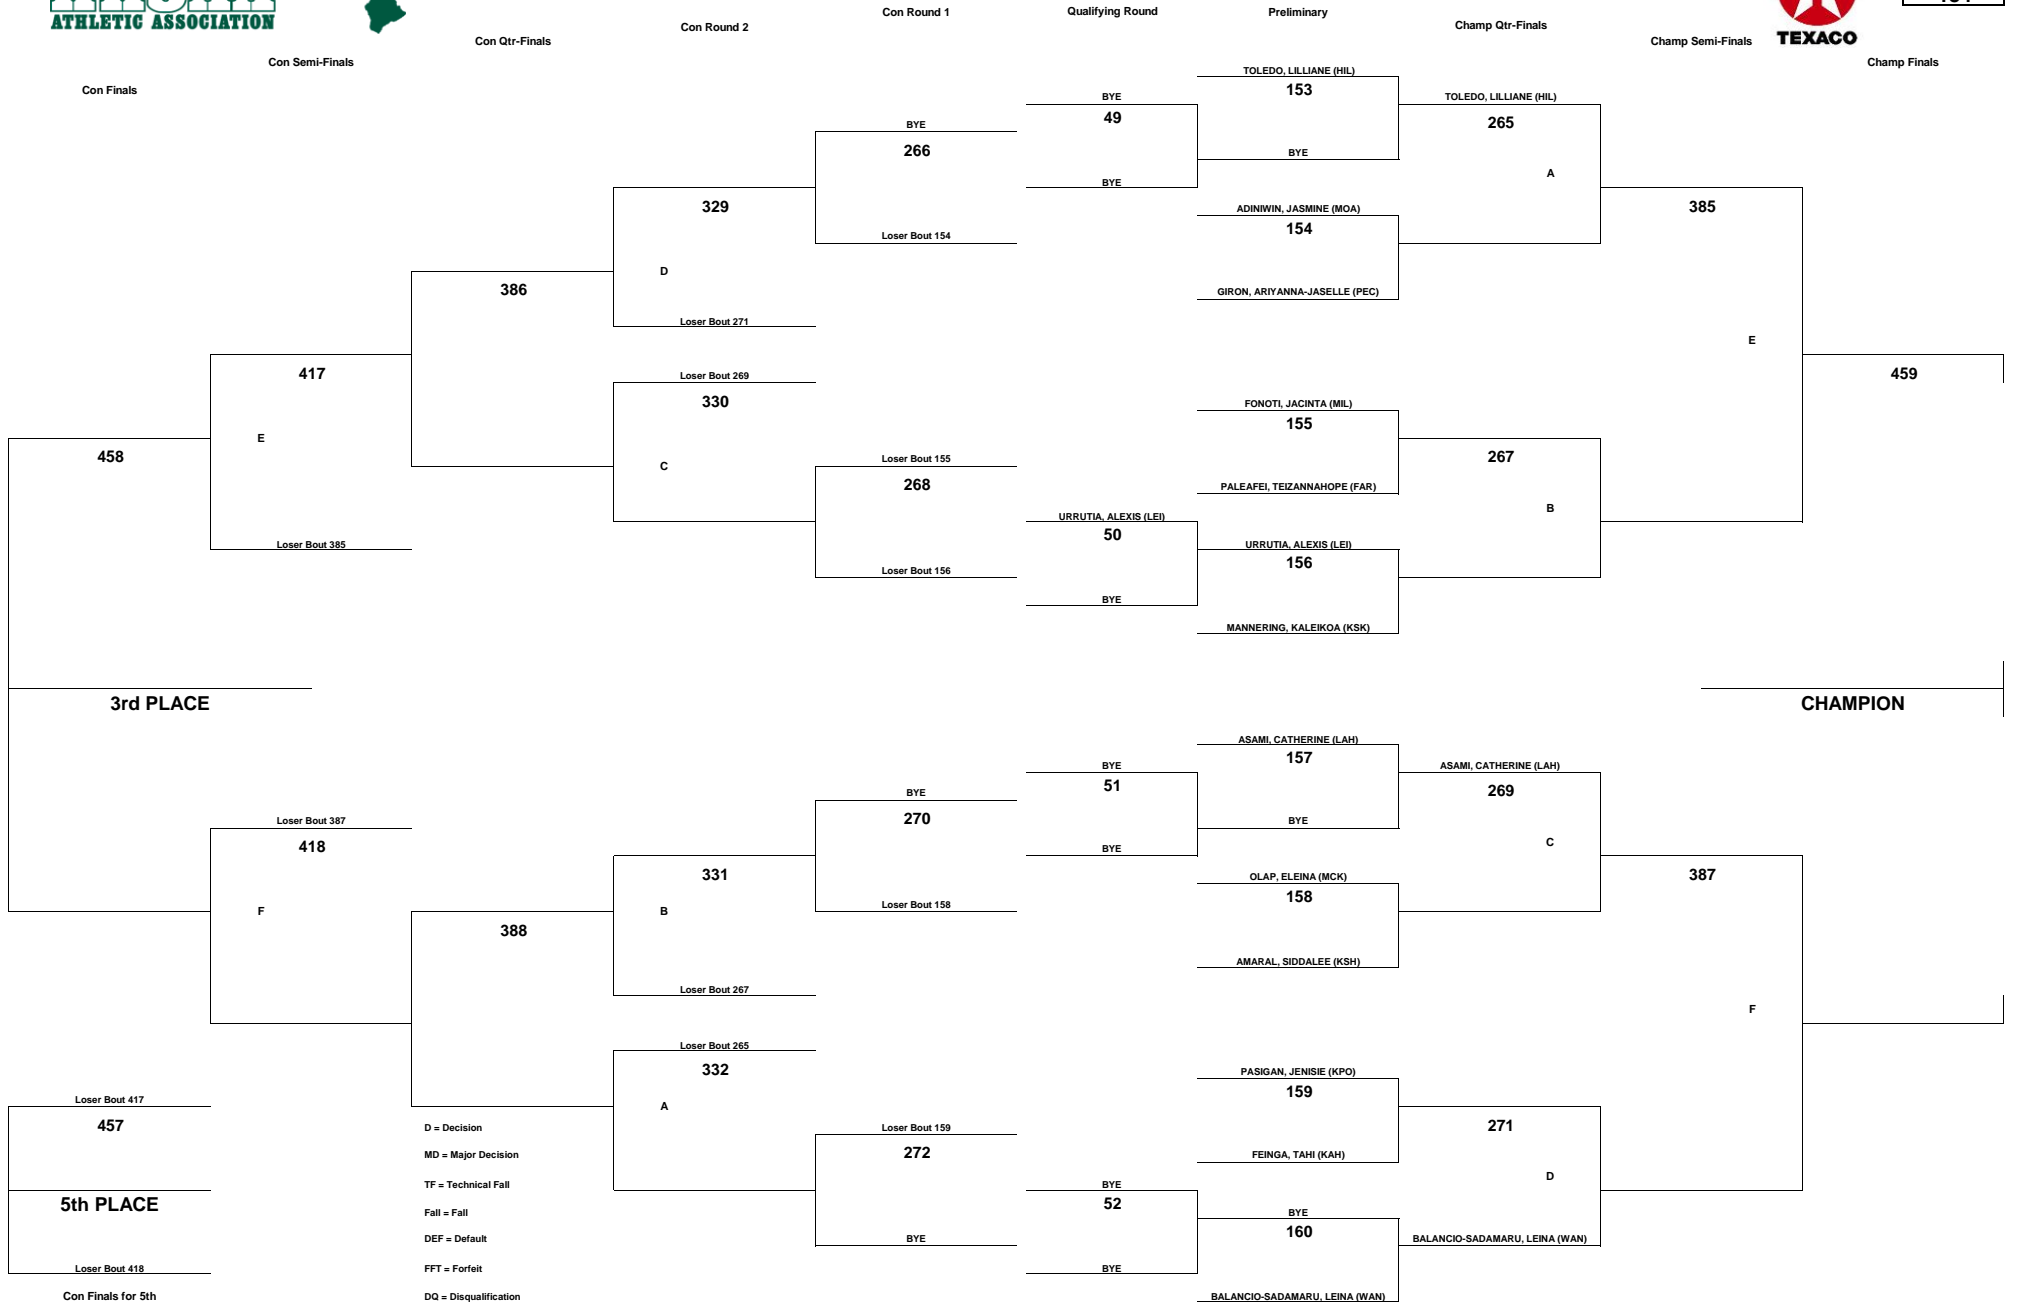 ATHLETIC ASSOCIATION
TEXACO
Con Finals
Con Semi-Finals
Con Qtr-Finals
Con Round 2
Con Round 1
Qualifying Round
Preliminary
Champ Qtr-Finals
Champ Semi-Finals
Champ Finals
TOLEDO, LILLIANE (HIL)
153
BYE
TOLEDO, LILLIANE (HIL)
BYE
49
265
BYE
266
BYE
A
BYE
329
ADINIWIN, JASMINE (MOA)
385
154
Loser Bout 154
D
386
GIRON, ARIYANNA-JASELLE (PEC)
Loser Bout 271
E
417
Loser Bout 269
459
330
FONOTI, JACINTA (MIL)
155
E
458
Loser Bout 155
267
C
268
PALEAFEI, TEIZANNAHOPE (FAR)
B
URRUTIA, ALEXIS (LEI)
50
Loser Bout 385
URRUTIA, ALEXIS (LEI)
156
Loser Bout 156
BYE
MANNERING, KALEIKOA (KSK)
3rd PLACE
CHAMPION
ASAMI, CATHERINE (LAH)
157
BYE
ASAMI, CATHERINE (LAH)
51
269
BYE
Loser Bout 387
270
BYE
418
C
BYE
331
OLAP, ELEINA (MCK)
387
158
F
B
Loser Bout 158
388
AMARAL, SIDDALEE (KSH)
Loser Bout 267
F
Loser Bout 265
332
PASIGAN, JENISIE (KPO)
159
Loser Bout 417
A
457
D = Decision
Loser Bout 159
271
MD = Major Decision
272
FEINGA, TAHI (KAH)
D
TF = Technical Fall
BYE
5th PLACE
52
Fall = Fall
BYE
160
DEF = Default
BYE
BALANCIO-SADAMARU, LEINA (WAN)
Loser Bout 418
FFT = Forfeit
BYE
Con Finals for 5th
DQ = Disqualification
BALANCIO-SADAMARU, LEINA (WAN)